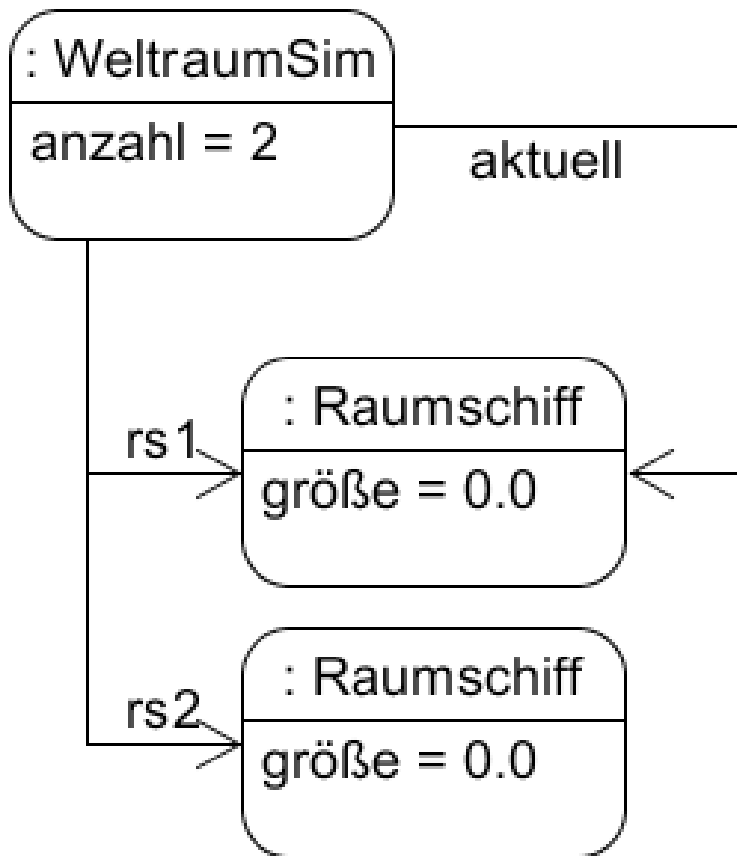 : WeltraumSim
anzahl = 2
aktuell
: Raumschiff
rs1
größe = 0.0
: Raumschiff
rs2
größe = 0.0